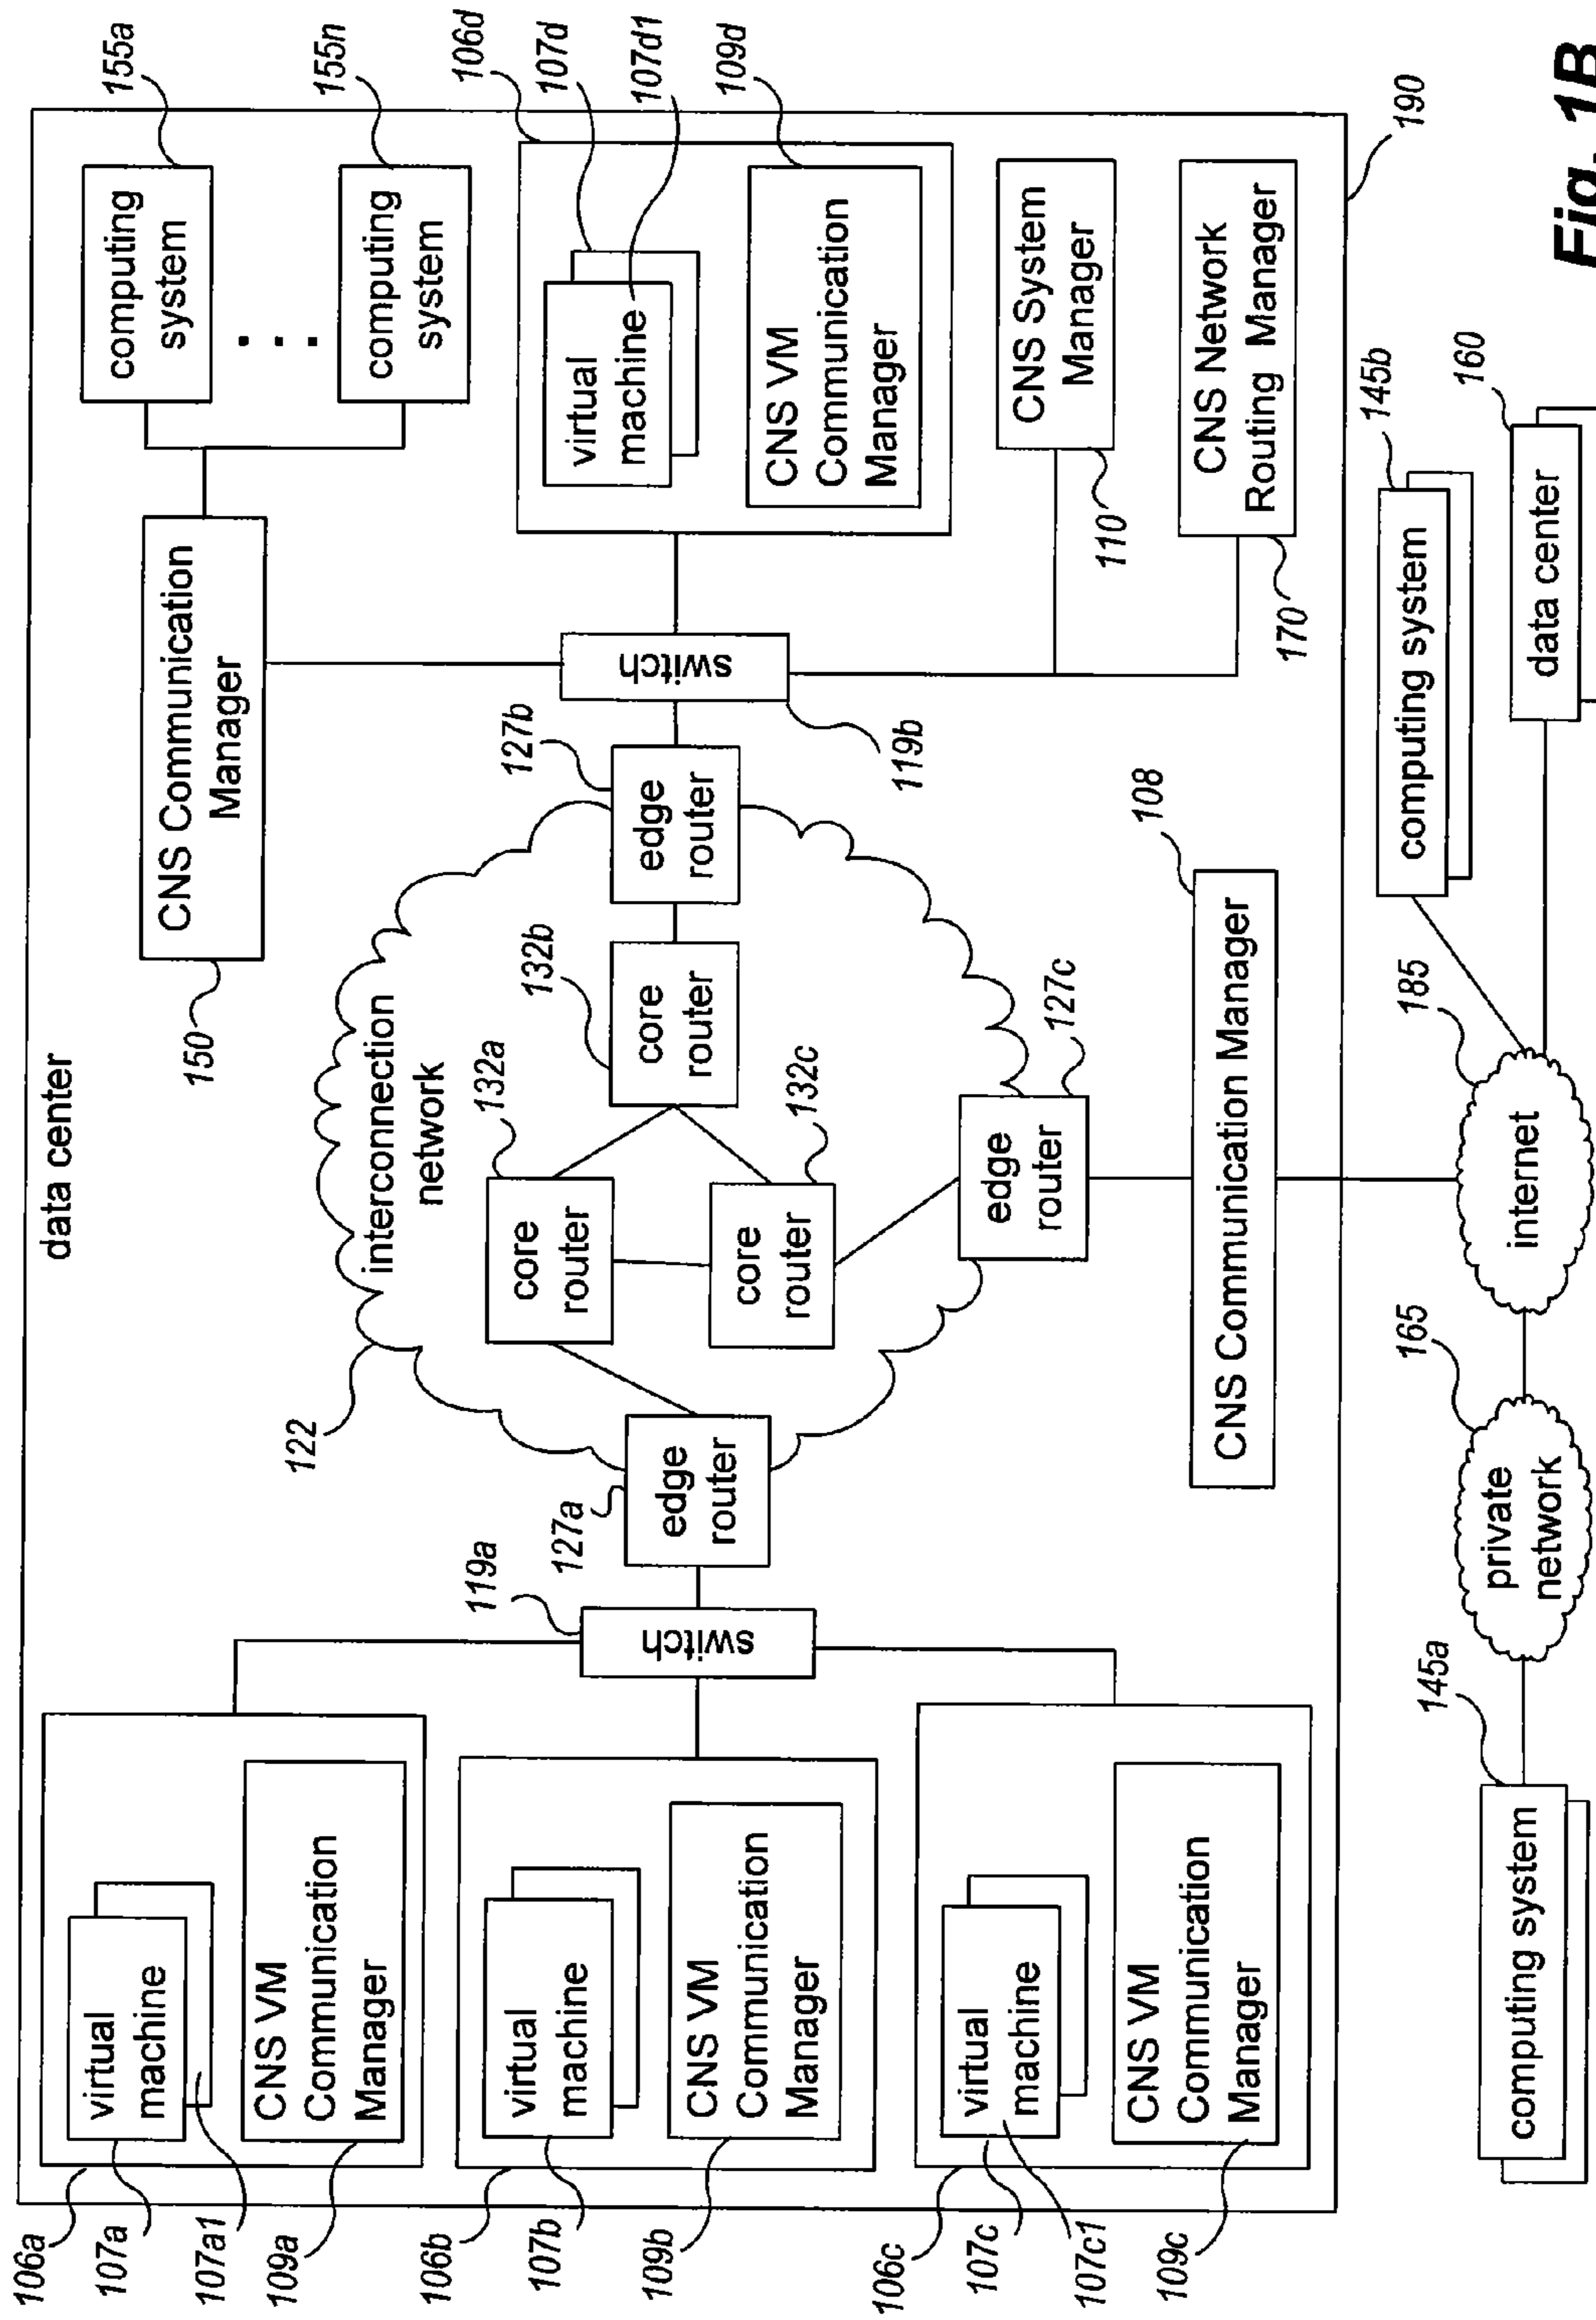 data center
106a
107a
107a1
109a
virtual
machine
CNS VM
Communication
Manager
106b
107b
109b
virtual
machine
CNS VM
Communication
Manager
106c
107c
107c1
109c
virtual
machine
CNS VM
Communication
Manager
119a
switch
127a
edge
router
122
interconnection
network
132a
core
router
132b
core
router
132c
core
router
127b
edge
router
127c
edge
router
119b
switch
150
CNS Communication
Manager
155a
computing
system
...
155n
computing
system
106d
107d
107d1
109d
virtual
machine
CNS VM
Communication
Manager
110
CNS System
Manager
170
CNS Network
Routing Manager
108
CNS Communication Manager
190
145a
computing system
165
private
network
185
internet
145b
computing system
160
data center
Fig. 1B